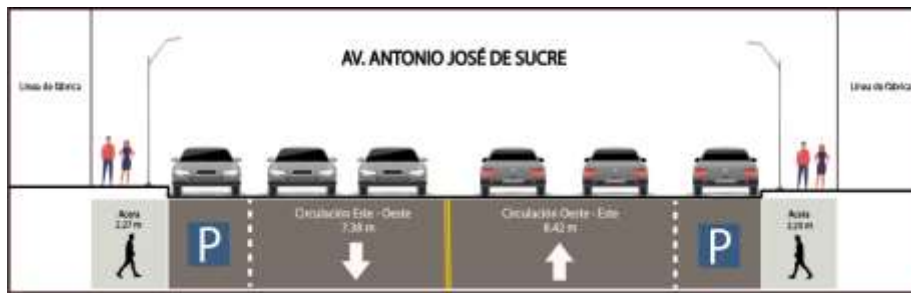 AV. ANTONIO JOSÉ DE SUCRE
Línea de fábrica
Línea de fábrica
Acera
2.27 m
P
Circulación Este - Oeste
7.38 m
Circulación Oeste - Este
8.42 m
P
Acera